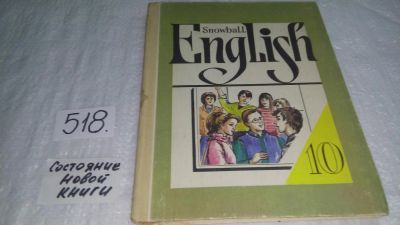 518.
Состояние
новой
книги
Snowball
English
10